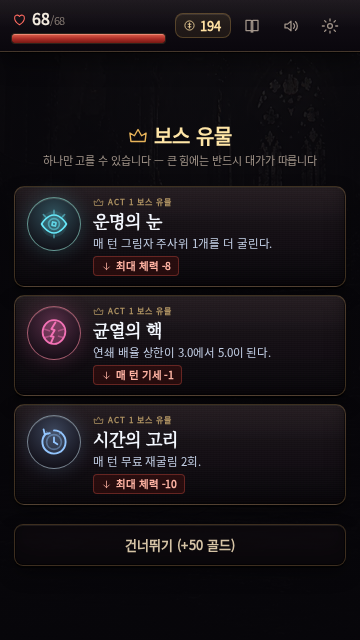 68/68
194
보스 유물
하나만 고를 수 있습니다 — 큰 힘에는 반드시 대가가 따릅니다
ACT 1 보스 유물
운명의 눈
매 턴 그림자 주사위 1개를 더 굴린다.
↓ 최대 체력 -8
ACT 1 보스 유물
균열의 핵
연쇄 배율 상한이 3.0에서 5.0이 된다.
↓ 매 턴 기세 -1
ACT 1 보스 유물
시간의 고리
매 턴 무료 재굴림 2회.
↓ 최대 체력 -10
건너뛰기 (+50 골드)